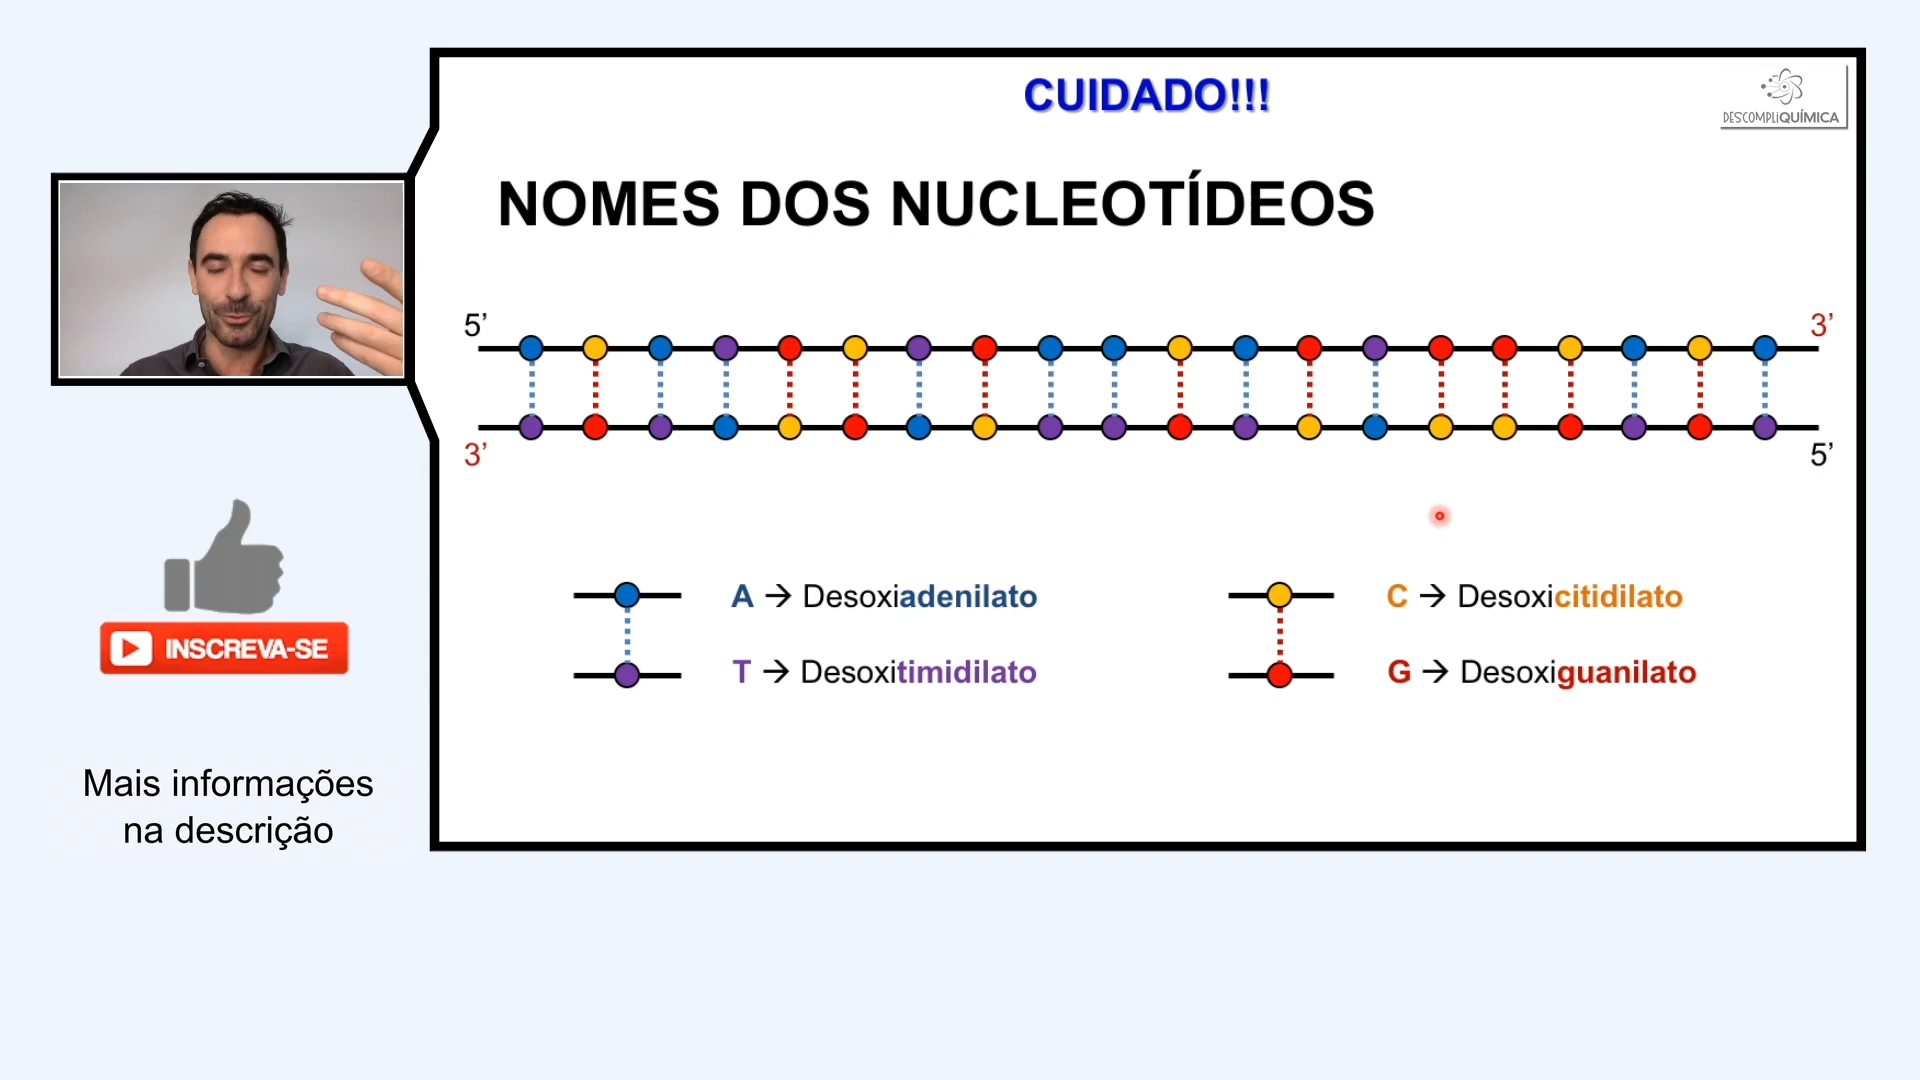 CUIDADO!!!
DESCOMPLIQUÍMICA
NOMES DOS NUCLEOTÍDEOS
5’ 3’
3’ 5’
A → Desoxiadenilato
C → Desoxicitidilato
T → Desoxitimidilato
G → Desoxiguanilato
INSCREVA-SE
Mais informações
na descrição